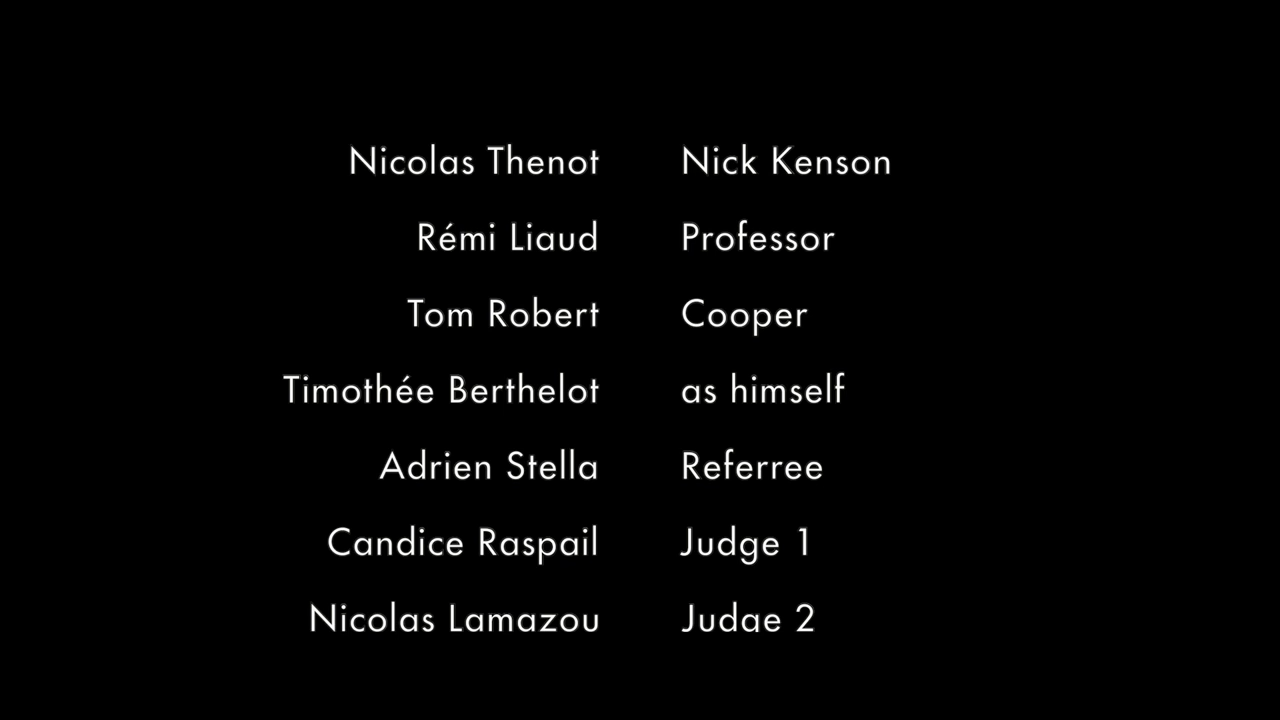 Nicolas Thenot Nick Kenson
Rémi Liaud Professor
Tom Robert Cooper
Timothée Berthelot as himself
Adrien Stella Referree
Candice Raspail Judge 1
Nicolas Lamazou Judge 2